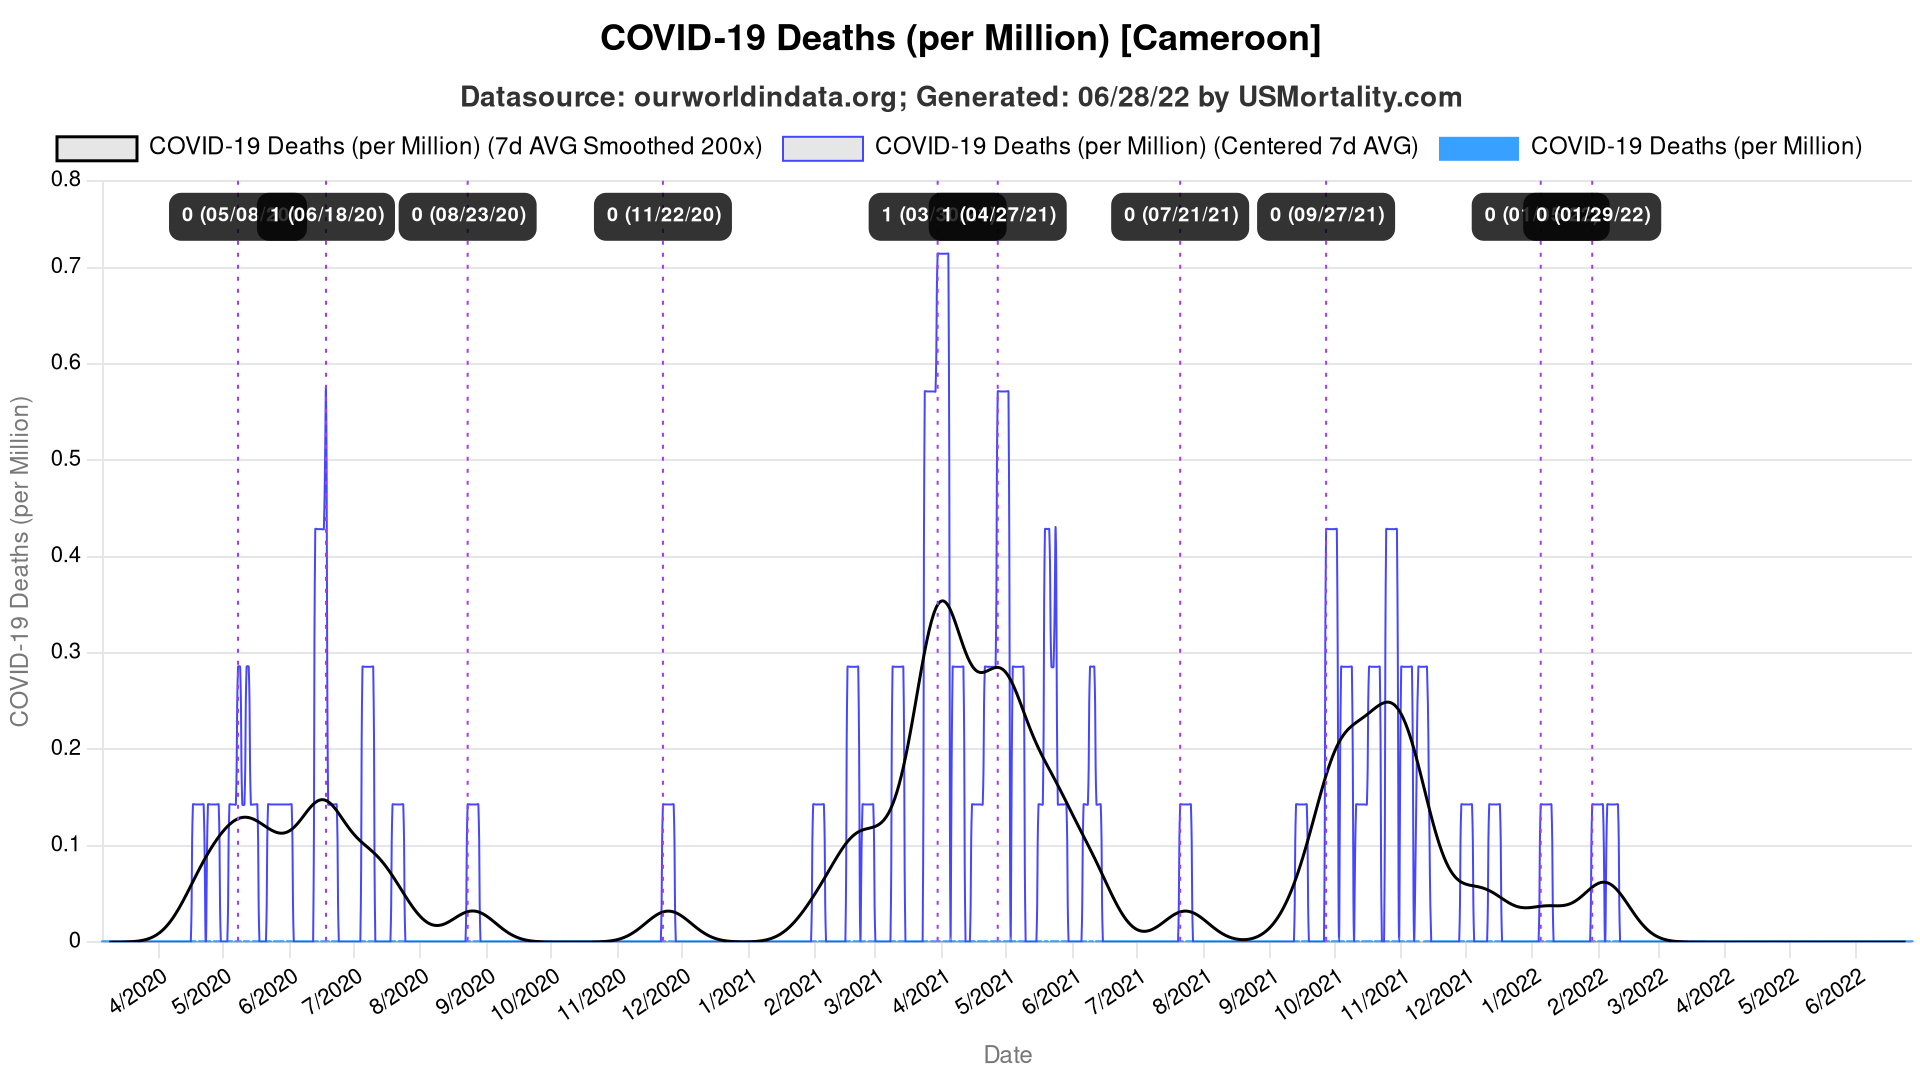 COVID-19 Deaths (per Million) [Cameroon]
Datasource: ourworldindata.org; Generated: 06/28/22 by USMortality.com
COVID-19 Deaths (per Million) (7d AVG Smoothed 200x) COVID-19 Deaths (per Million) (Centered 7d AVG) COVID-19 Deaths (per Million)
0 (05/08 1 (06/18/20) 0 (08/23/20) 0 (11/22/20) 1 (03/ 1 (04/27/21) 0 (07/21/21) 0 (09/27/21) 0 (01/ 0 (01/29/22)
0.8
0.7
0.6
0.5
0.4
0.3
0.2
0.1
0
COVID-19 Deaths (per Million)
4/2020 5/2020 6/2020 7/2020 8/2020 9/2020 10/2020 11/2020 12/2020 1/2021 2/2021 3/2021 4/2021 5/2021 6/2021 7/2021 8/2021 9/2021 10/2021 11/2021 12/2021 1/2022 2/2022 3/2022 4/2022 5/2022 6/2022
Date